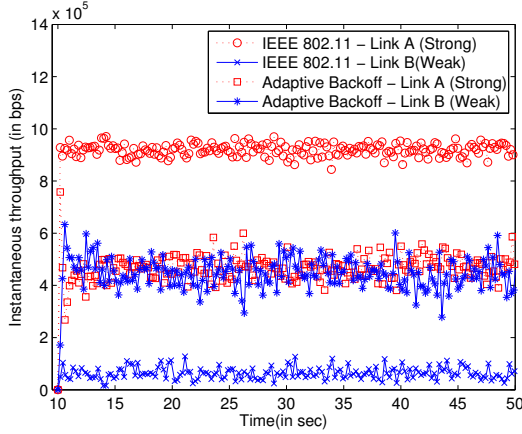 x 10^5
14
12
10
8
6
4
2
0
Instantaneous throughput (in bps)
IEEE 802.11 – Link A (Strong)
IEEE 802.11 – Link B(Weak)
Adaptive Backoff – Link A (Strong)
Adaptive Backoff – Link B (Weak)
10 15 20 25 30 35 40 45 50
Time(in sec)